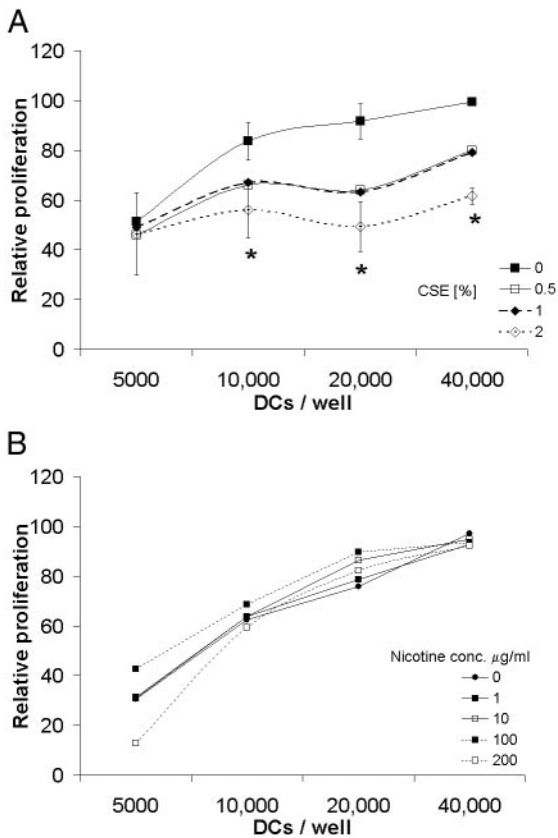 A
120
100
80
60
40
20
0
Relative proliferation
*
*
*
CSE [%]
0
0.5
1
2
5000 10,000 20,000 40,000
DCs / well
B
120
100
80
60
40
20
0
Relative proliferation
Nicotine conc. µg/ml
0
1
10
100
200
5000 10,000 20,000 40,000
DCs / well